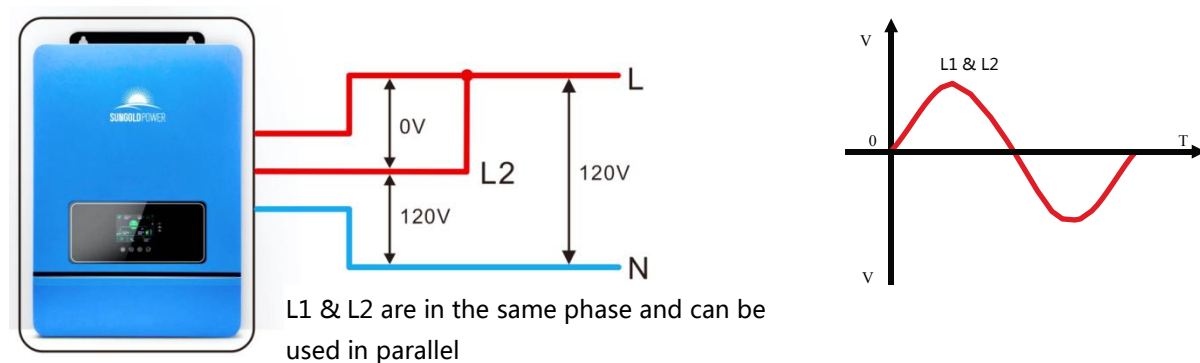 SUNGOLDPOWER
L
0V
L2
120V
120V
N
L1 & L2 are in the same phase and can be
used in parallel
V
L1 & L2
0
T
V